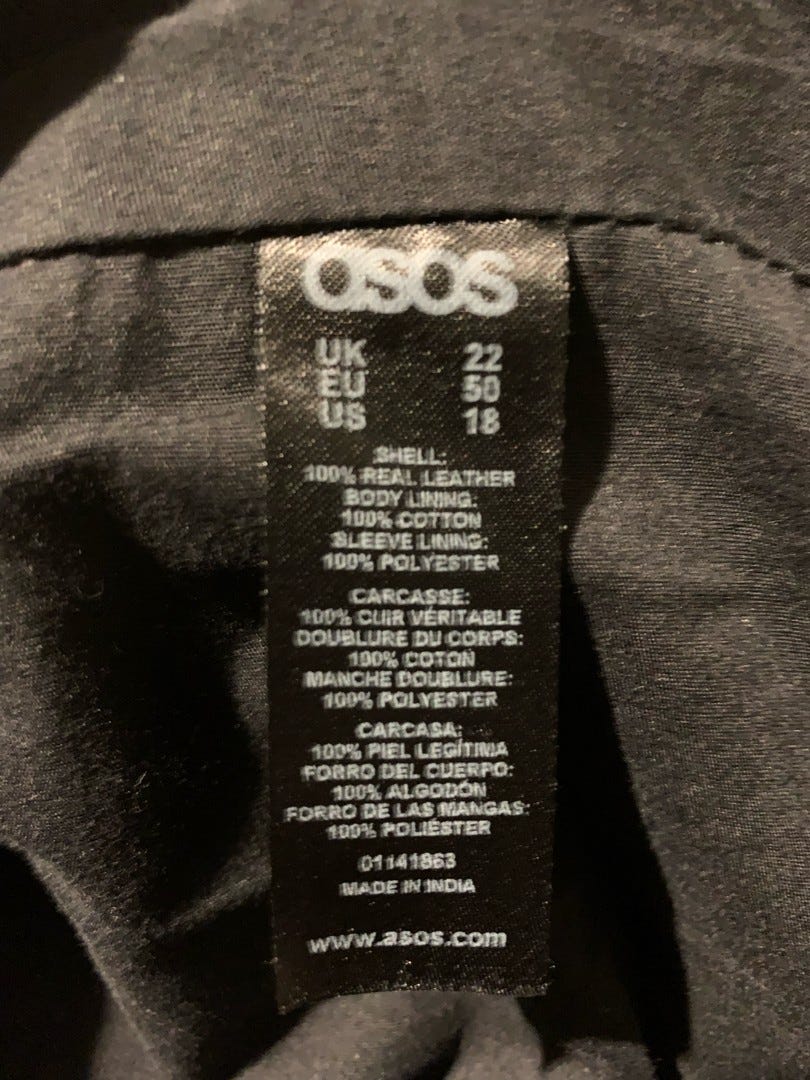 asos
UK 22
EU 50
US 18
SHELL:
100% REAL LEATHER
BODY LINING:
100% COTTON
SLEEVE LINING:
100% POLYESTER
CARCASSE:
100% CUIR VÉRITABLE
DOUBLURE DU CORPS:
100% COTON
MANCHE DOUBLURE:
100% POLYESTER
CARCASA:
100% PIEL LEGÍTIMA
FORRO DEL CUERPO:
100% ALGODÓN
FORRO DE LAS MANGAS:
100% POLIÉSTER
01141863
MADE IN INDIA
www.asos.com